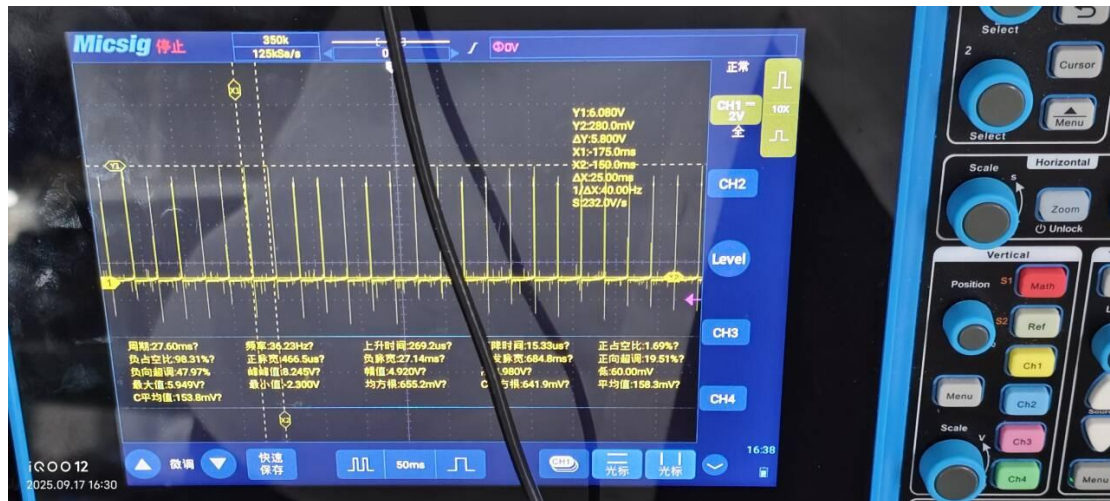 Micsig 停止
350k
125kSa/s
①0V
Select
2
Cursor
Menu
Select
正常
CH1
2V
10X
全
X1
Y1:6.080V
Y2:280.0mV
ΔY:5.800V
X1:-175.0ms
X2:-150.0ms
ΔX:25.00ms
1/ΔX:40.00Hz
S:232.0V/s
Y1
CH2
Scale
Horizontal
S
Zoom
Unlock
Level
Vertical
1
Y2
Position
S1
Math
S2
Ref
CH3
Ch1
周期:27.60ms?
频率:36.23Hz?
上升时间:269.2us?
降时间:15.33us?
正占空比:1.69%?
负占空比:98.31%?
正脉宽:466.5us?
负脉宽:27.14ms?
发脉宽:684.8ms?
正向超调:19.51%?
负向超调:47.97%
峰峰值:8.245V?
幅值:4.920V?
.980V?
低:60.00mV
最大值:5.949V?
最小值:-2.300V
均方根:655.2mV?
方根:641.9mV?
平均值:158.3mV?
C平均值:153.8mV?
CH4
Menu
Ch2
X2
Scale
V
Ch3
Ch4
Menu
微调
快速
保存
50ms
CH1
光标
光标
16:38
iQOO 12
2025.09.17 16:30